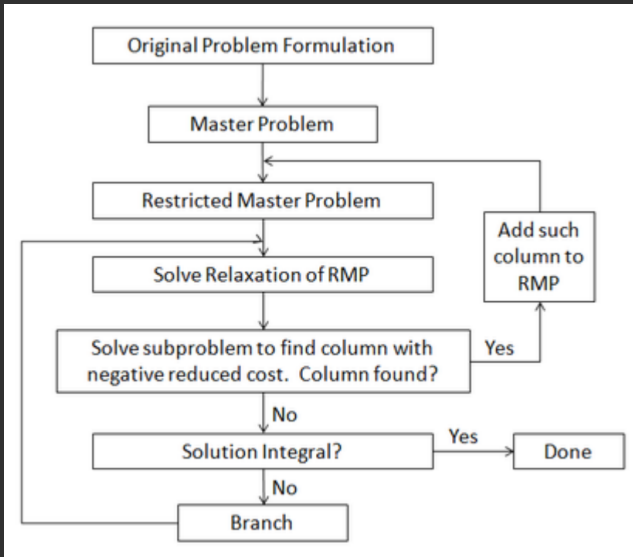 Original Problem Formulation
Master Problem
Restricted Master Problem
Add such
column to
RMP
Solve Relaxation of RMP
Solve subproblem to find column with
negative reduced cost.  Column found?
Yes
No
Solution Integral?
Yes
Done
No
Branch